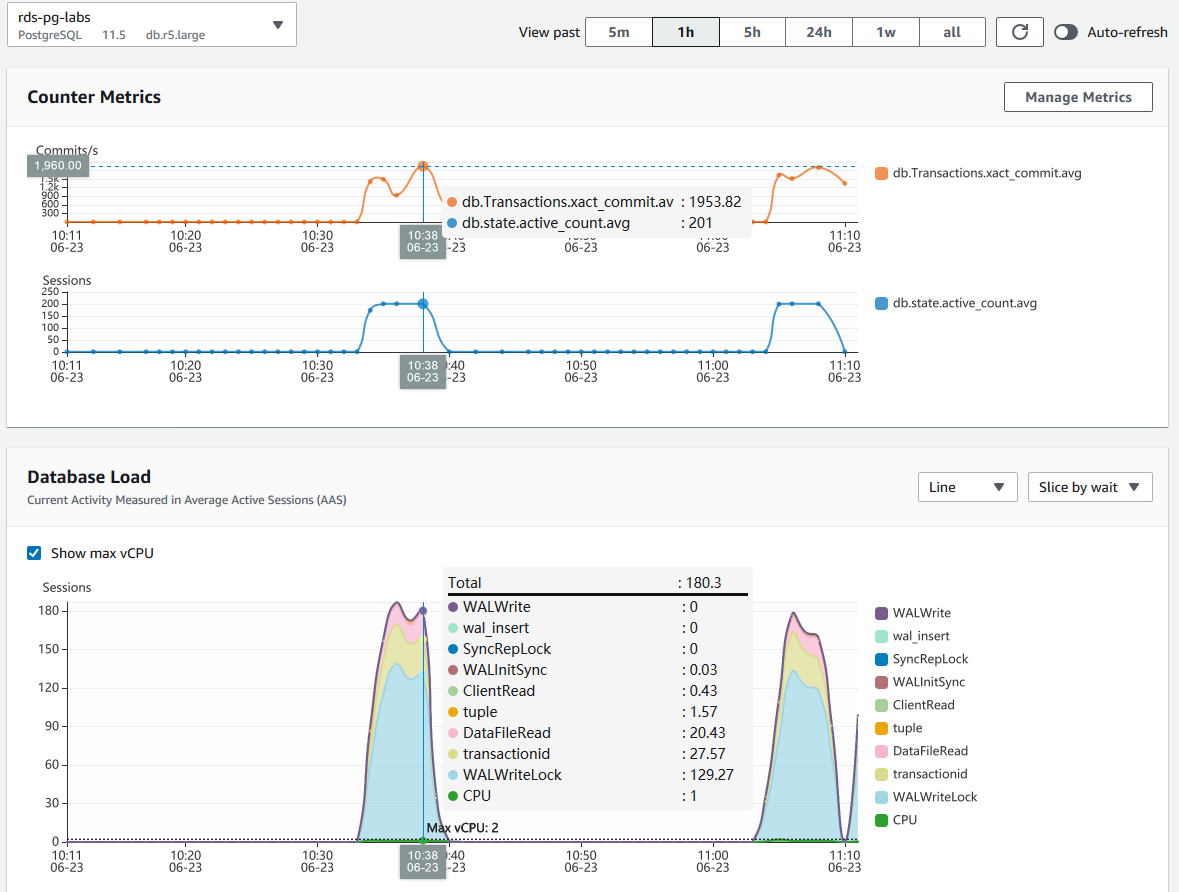 rds-pg-labs
PostgreSQL 11.5 db.r5.large
View past 5m 1h 5h 24h 1w all Auto-refresh
Counter Metrics
Manage Metrics
Commits/s
1,960.00
1.5k
1.2k
900
600
300
10:11 10:20 10:30 10:38 11:10
06-23 06-23 06-23 06-23 -23 06-23 06-23 06-23
db.Transactions.xact_commit.av : 1953.82
db.state.active_count.avg : 201
db.Transactions.xact_commit.avg
Sessions
250
200
150
100
50
0
10:11 10:20 10:30 10:38 :40 10:50 11:00 11:10
06-23 06-23 06-23 06-23 -23 06-23 06-23 06-23
db.state.active_count.avg
Database Load
Current Activity Measured in Average Active Sessions (AAS)
Line
Slice by wait
Show max vCPU
Sessions
180
150
120
90
60
30
0
Total : 180.3
WALWrite : 0
wal_insert : 0
SyncRepLock : 0
WALInitSync : 0.03
ClientRead : 0.43
tuple : 1.57
DataFileRead : 20.43
transactionid : 27.57
WALWriteLock : 129.27
CPU : 1
Max vCPU: 2
10:11 10:20 10:30 10:38 :40 10:50 11:00 11:10
06-23 06-23 06-23 06-23 -23 06-23 06-23 06-23
WALWrite
wal_insert
SyncRepLock
WALInitSync
ClientRead
tuple
DataFileRead
transactionid
WALWriteLock
CPU